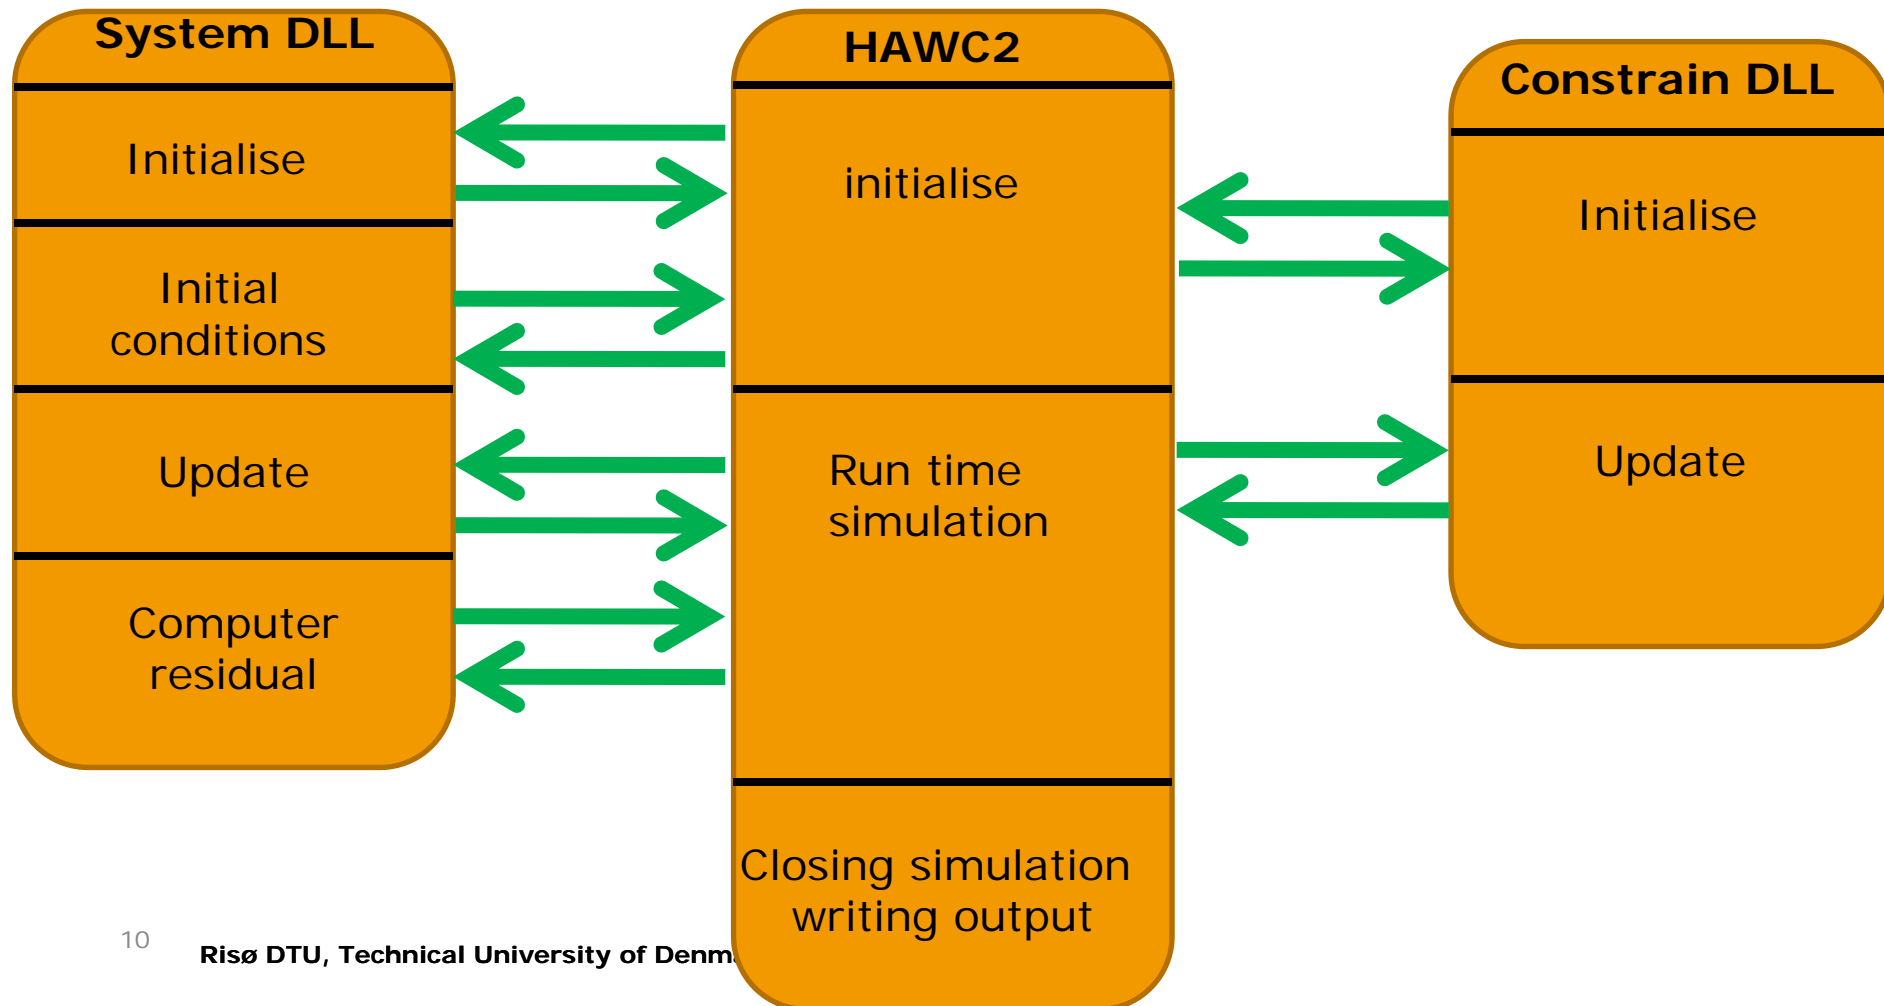 System DLL
Initialise
Initial
conditions
Update
Computer
residual
HAWC2
initialise
Run time
simulation
Closing simulation
writing output
Constrain DLL
Initialise
Update
10
Risø DTU, Technical University of